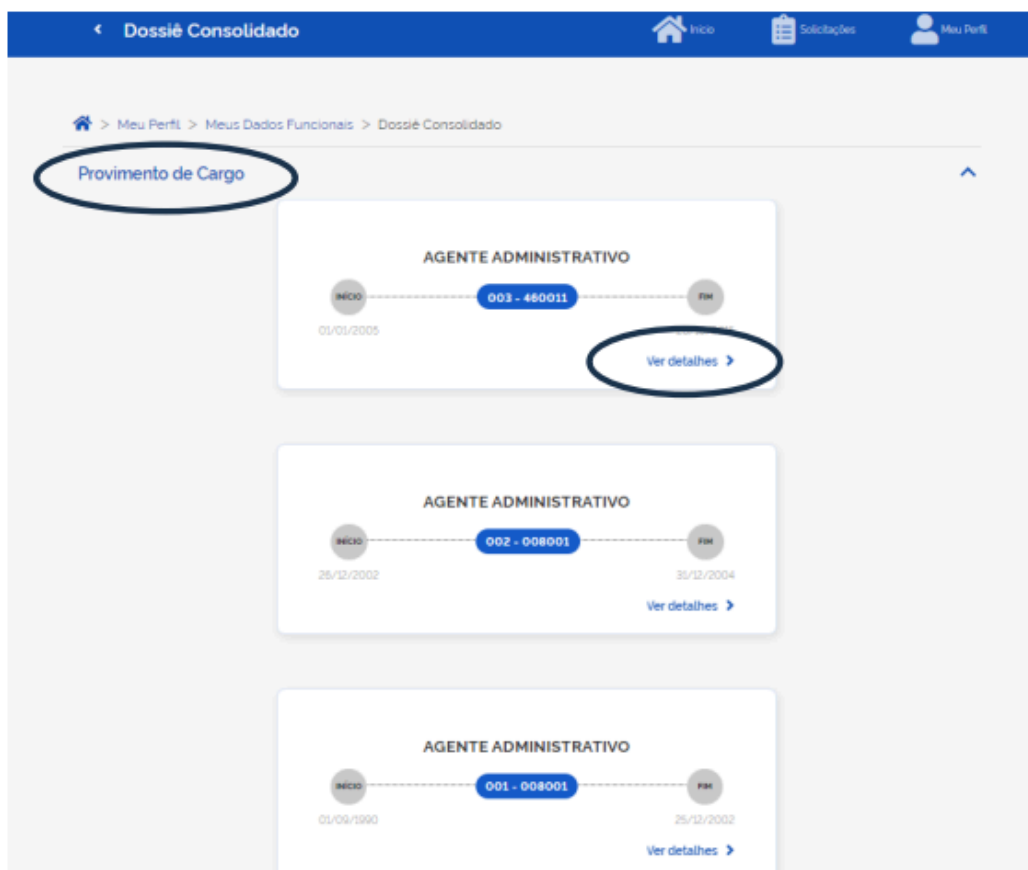 Dossiê Consolidado
Início
Solicitações
Meu Perfil
> Meu Perfil > Meus Dados Funcionais > Dossiê Consolidado
Provimento de Cargo
AGENTE ADMINISTRATIVO
INÍCIO 003 - 460011 FIM
01/01/2005
Ver detalhes
AGENTE ADMINISTRATIVO
INÍCIO 002 - 008001 FIM
26/12/2002 31/12/2004
Ver detalhes
AGENTE ADMINISTRATIVO
INÍCIO 001 - 008001 FIM
01/09/1990 25/12/2002
Ver detalhes